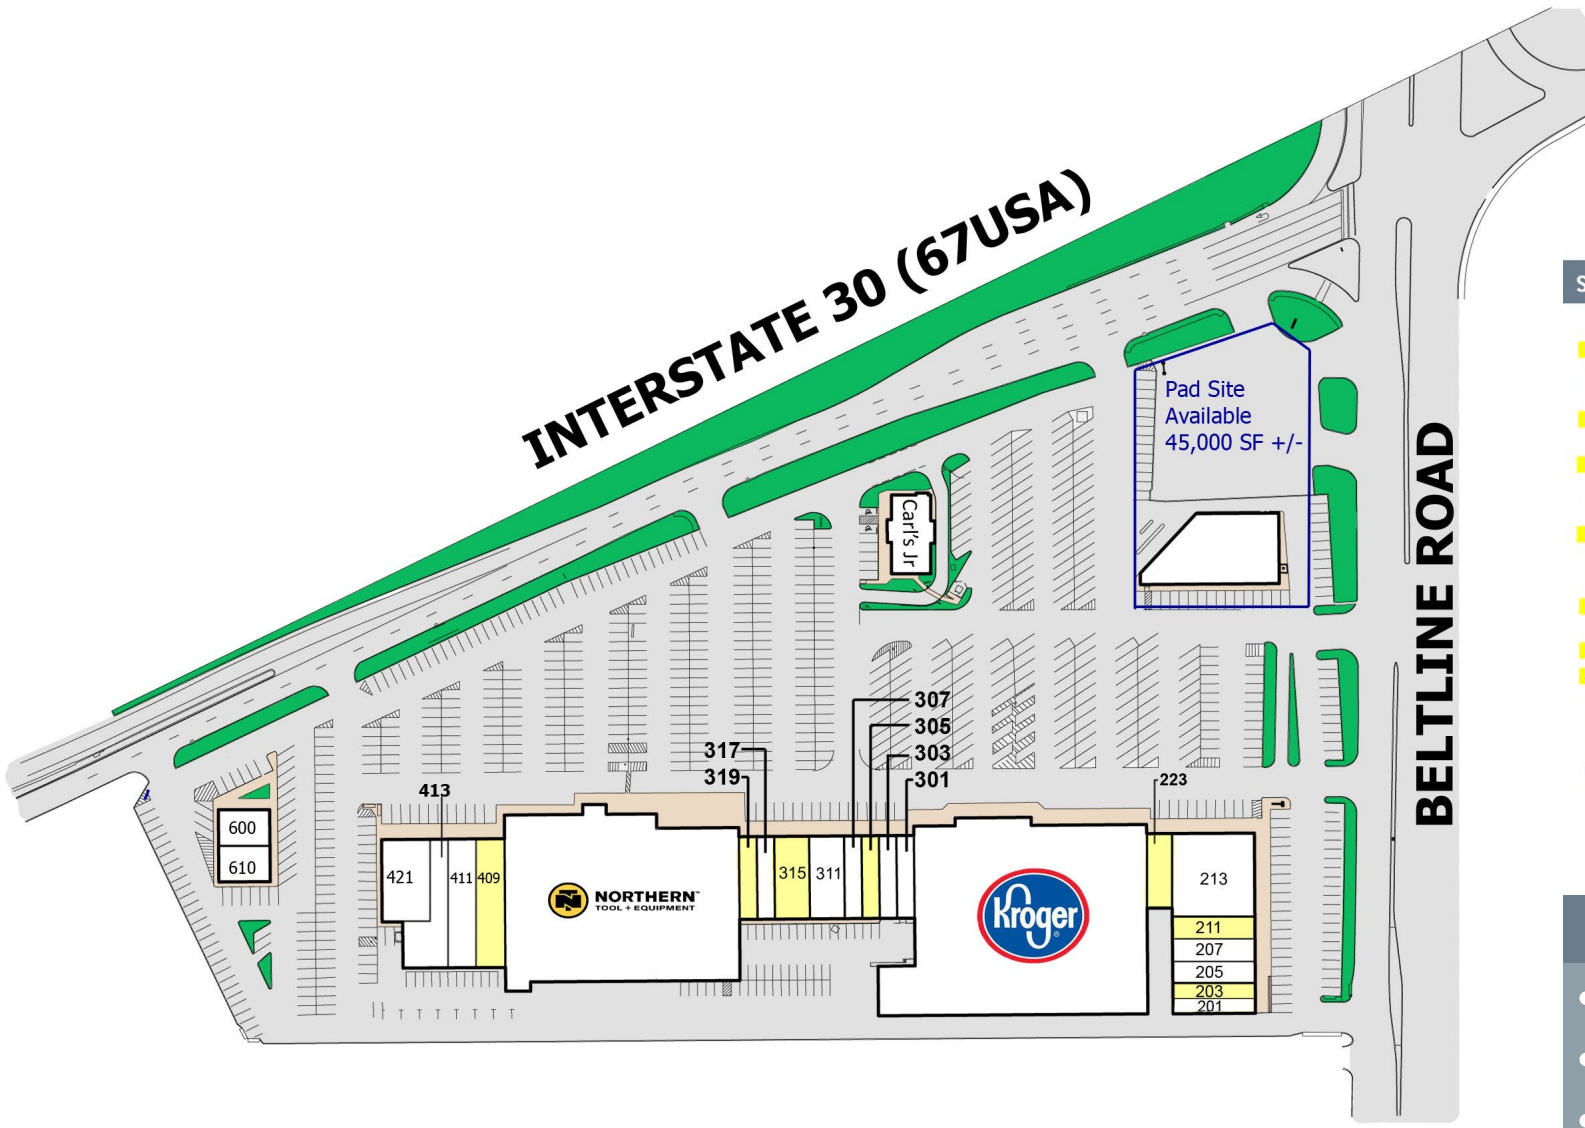 INTERSTATE 30 (67USA)
S
Pad Site
Available
45,000 SF +/-
BELTLINE ROAD
Carl's Jr
307
305
303
301
317
319
223
413
600
610
421
411
409
NORTHERN
TOOL + EQUIPMENT
315
311
Kroger
213
211
207
205
203
201